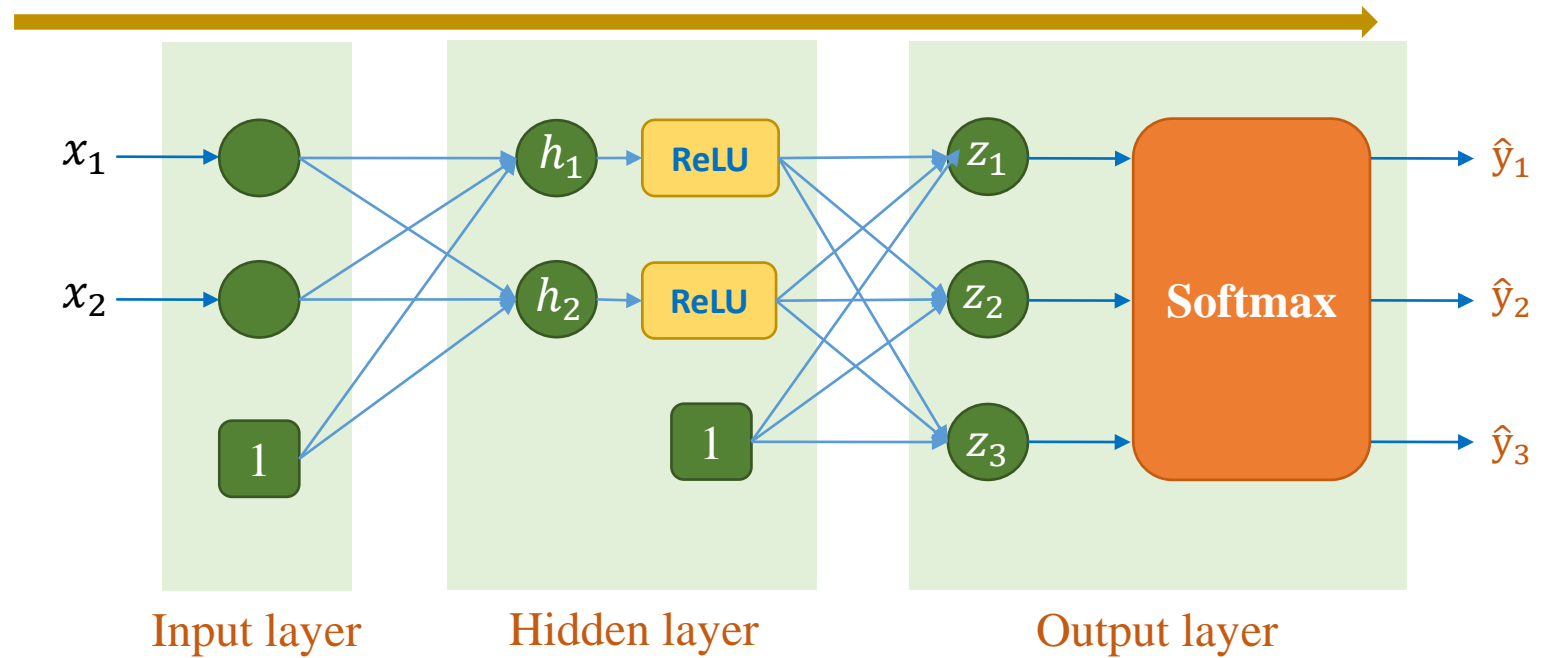 x₁
h₁
ReLU
z₁
ŷ₁
x₂
h₂
ReLU
z₂
Softmax
ŷ₂
1
1
z₃
ŷ₃
Input layer
Hidden layer
Output layer